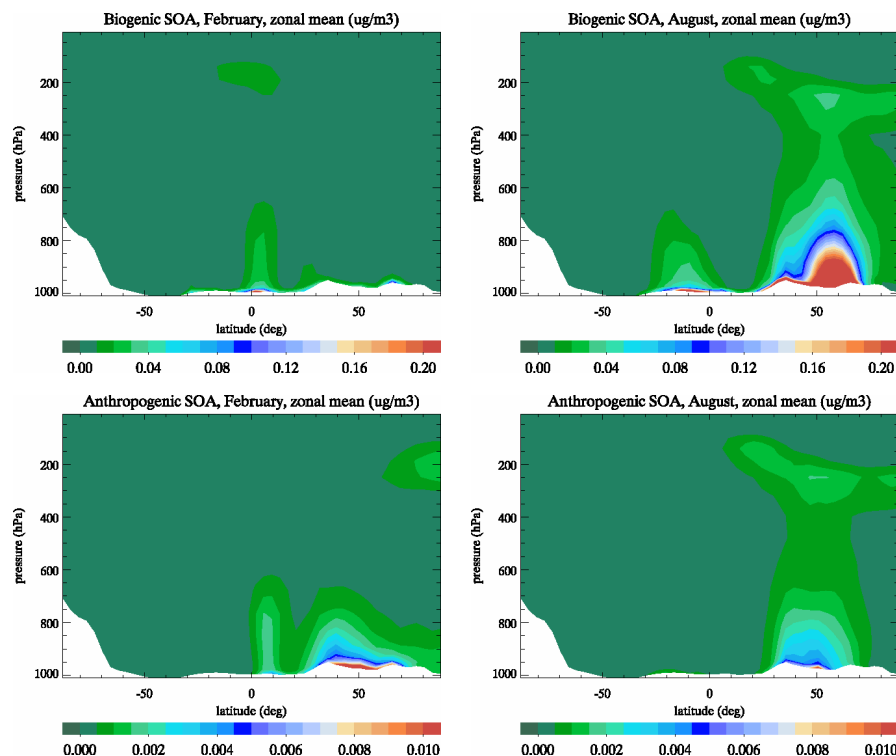 Biogenic SOA, February, zonal mean (ug/m3)
pressure (hPa)
200
400
600
800
1000
-50 0 50
latitude (deg)
0.00 0.04 0.08 0.12 0.16 0.20
Biogenic SOA, August, zonal mean (ug/m3)
pressure (hPa)
200
400
600
800
1000
-50 0 50
latitude (deg)
0.00 0.04 0.08 0.12 0.16 0.20
Anthropogenic SOA, February, zonal mean (ug/m3)
pressure (hPa)
200
400
600
800
1000
-50 0 50
latitude (deg)
0.000 0.002 0.004 0.006 0.008 0.010
Anthropogenic SOA, August, zonal mean (ug/m3)
pressure (hPa)
200
400
600
800
1000
-50 0 50
latitude (deg)
0.000 0.002 0.004 0.006 0.008 0.010